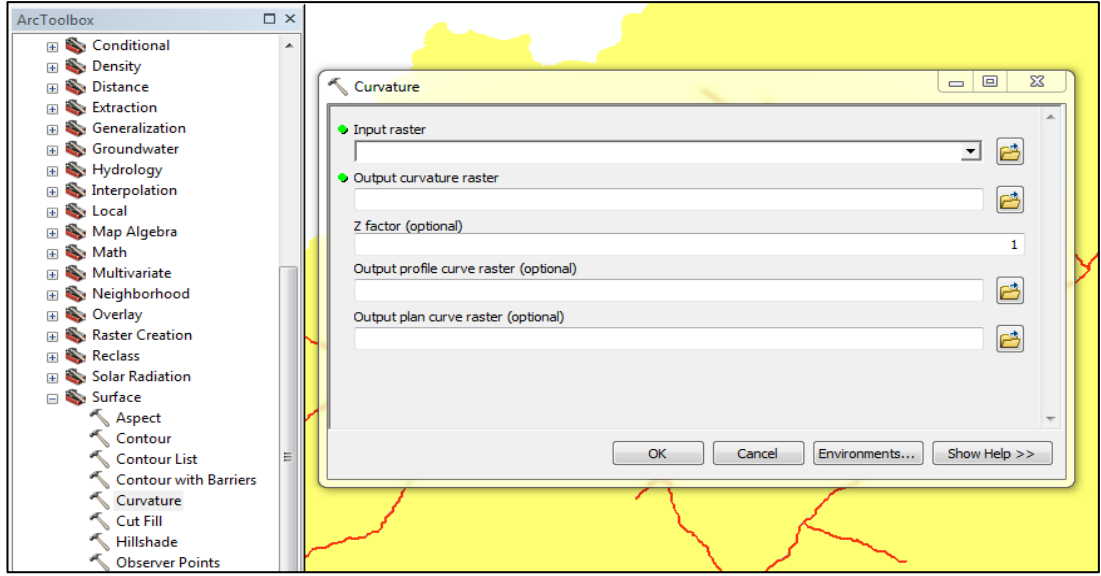 ArcToolbox
Conditional
Density
Distance
Extraction
Generalization
Groundwater
Hydrology
Interpolation
Local
Map Algebra
Math
Multivariate
Neighborhood
Overlay
Raster Creation
Reclass
Solar Radiation
Surface
Aspect
Contour
Contour List
Contour with Barriers
Curvature
Cut Fill
Hillshade
Observer Points
Curvature
Input raster
Output curvature raster
Z factor (optional)
1
Output profile curve raster (optional)
Output plan curve raster (optional)
OK
Cancel
Environments...
Show Help >>